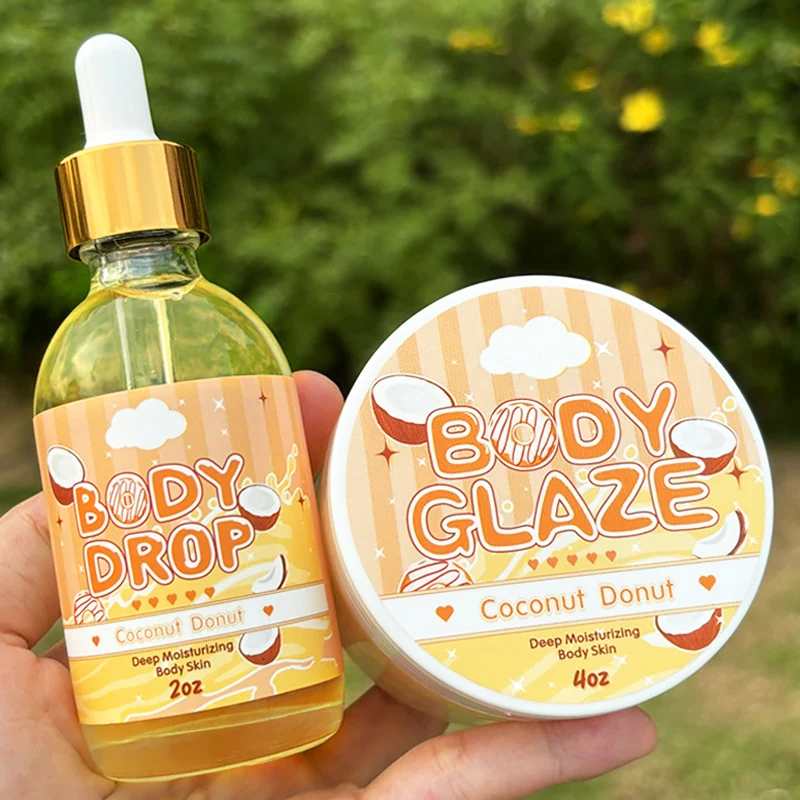 BODY
DROP
Coconut Donut
Deep Moisturizing
Body Skin
2oz
BODY
GLAZE
Coconut Donut
Deep Moisturizing
Body Skin
4oz